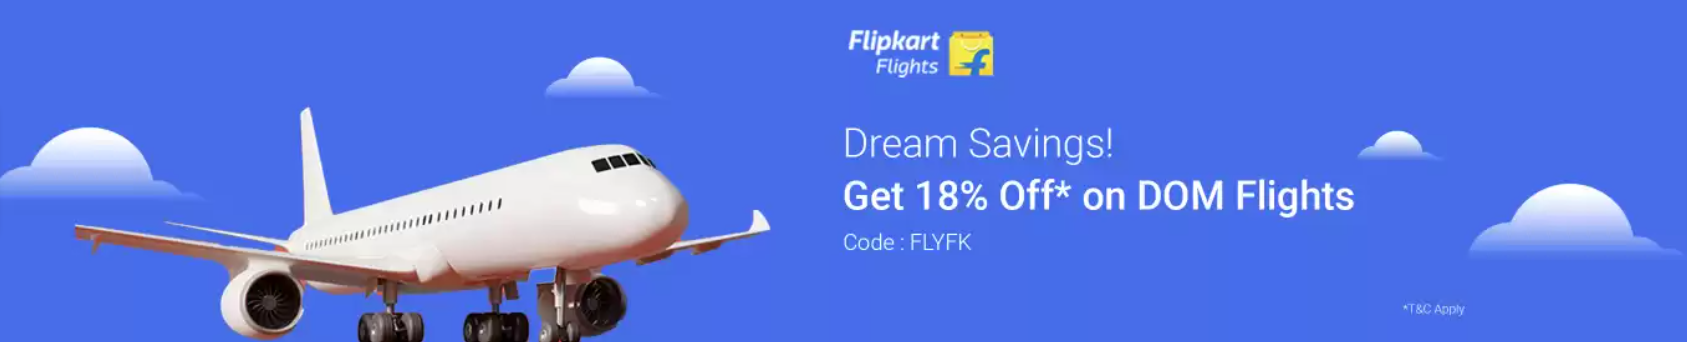 Flipkart
Flights
Dream Savings!
Get 18% Off* on DOM Flights
Code : FLYFK
*T&C Apply